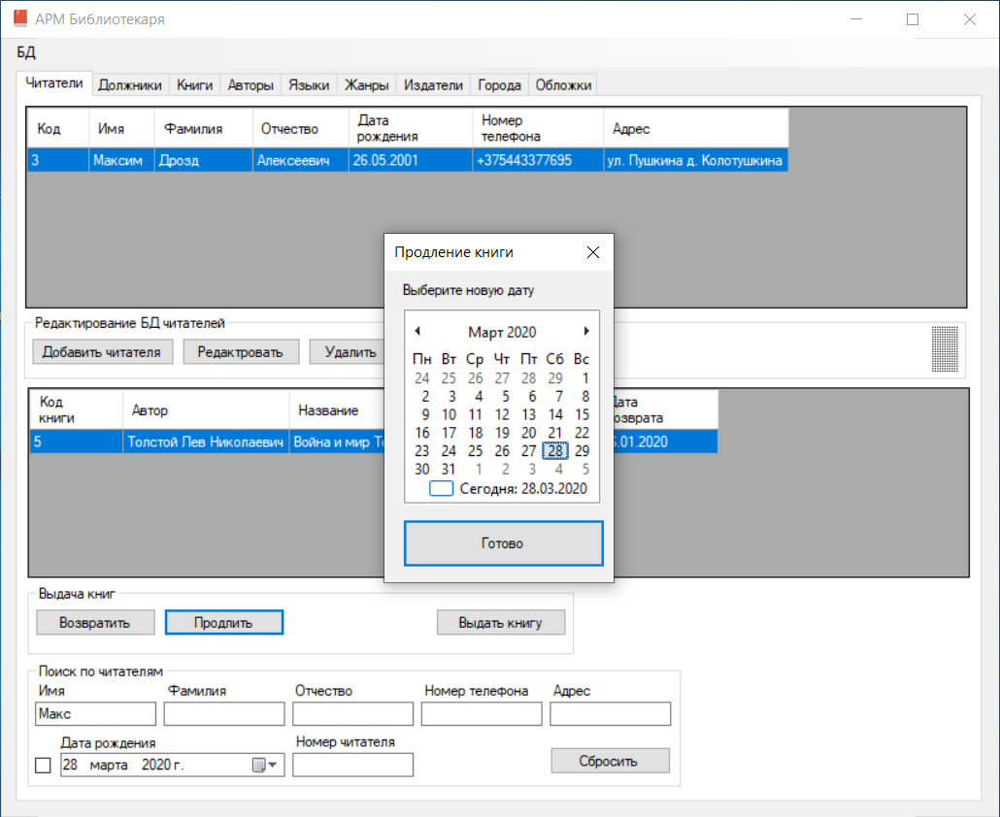 АРМ Библиотекаря
БД
Читатели Должники Книги Авторы Языки Жанры Издатели Города Обложки
Код Имя Фамилия Отчество Дата рождения Номер телефона Адрес
3 Максим Дрозд Алексеевич 26.05.2001 +375443377695 ул. Пушкина д. Колотушкина
Редактирование БД читателей
Добавить читателя Редактровать Удалить
Код книги Автор Название
5 Толстой Лев Николаевич Война и мир
.01.2020
Продление книги
Выберите новую дату
Март 2020
Пн Вт Ср Чт Пт Сб Вс
24 25 26 27 28 29 1
2 3 4 5 6 7 8
9 10 11 12 13 14 15
16 17 18 19 20 21 22
23 24 25 26 27 28 29
30 31 1 2 3 4 5
Сегодня: 28.03.2020
Готово
Выдача книг
Возвратить Продлить Выдать книгу
Поиск по читателям
Имя Фамилия Отчество Номер телефона Адрес
Макс
Дата рождения Номер читателя
28 марта 2020 г.
Сбросить